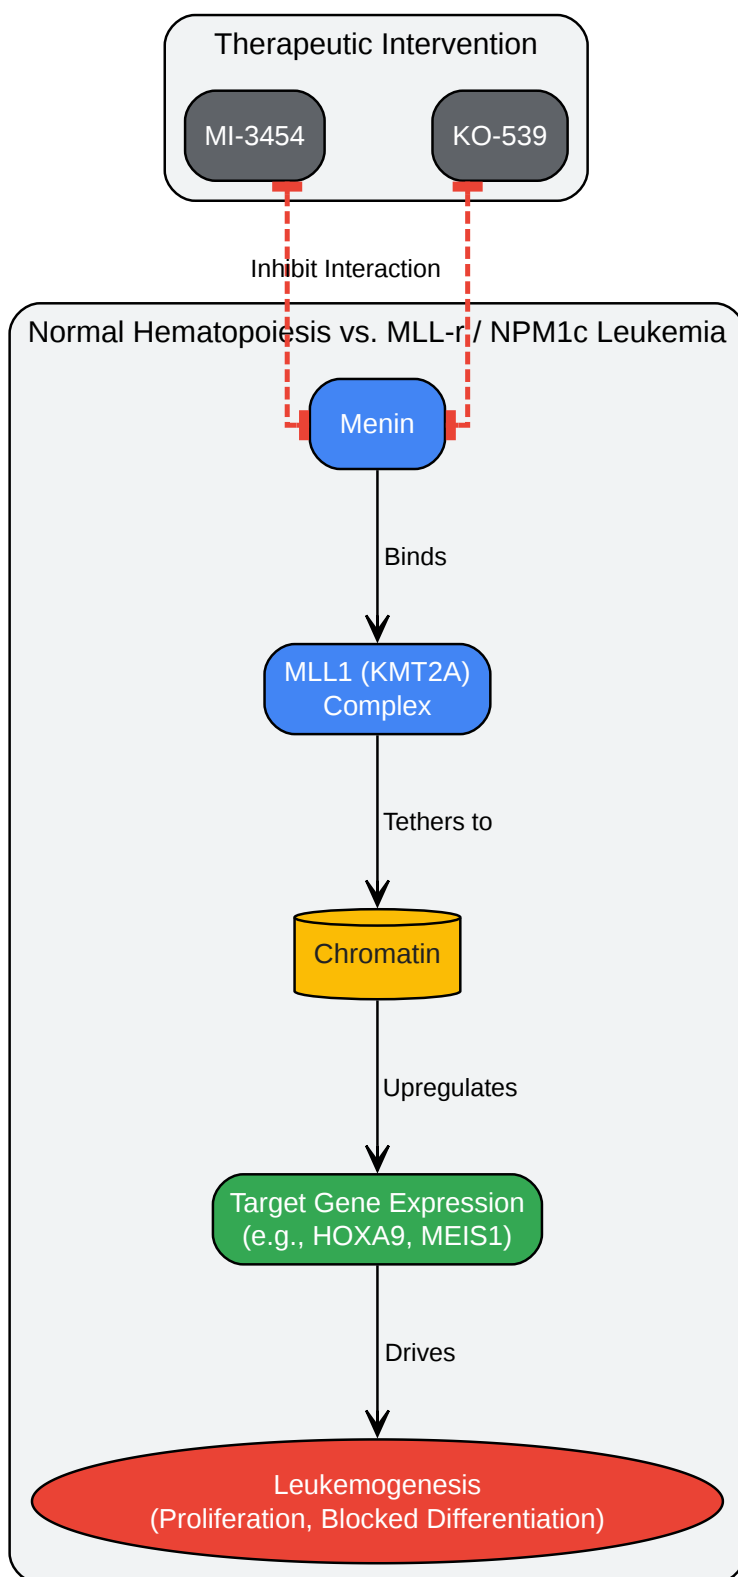 Therapeutic Intervention
MI-3454
KO-539
Inhibit Interaction
Normal Hematopoiesis vs. MLL-r / NPM1c Leukemia
Menin
Binds
MLL1 (KMT2A)
Complex
Tethers to
Chromatin
Upregulates
Target Gene Expression
(e.g., HOXA9, MEIS1)
Drives
Leukemogenesis
(Proliferation, Blocked Differentiation)